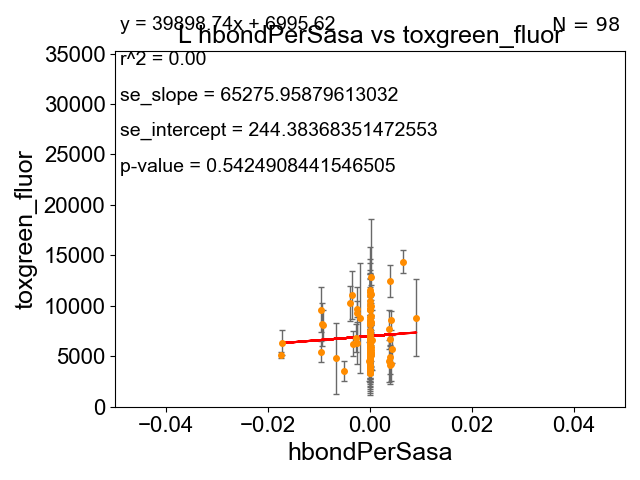 y = 39898.74x + 6995.62
N = 98
L hbondPerSasa vs toxgreen_fluor
r^2 = 0.00
se_slope = 65275.95879613032
se_intercept = 244.38368351472553
p-value = 0.5424908441546505
35000
30000
25000
20000
15000
10000
5000
0
toxgreen_fluor
−0.04
−0.02
0.00
0.02
0.04
hbondPerSasa